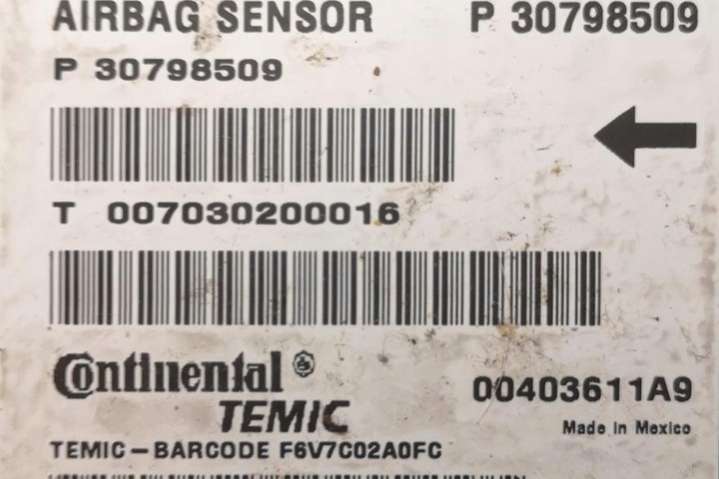 AIRBAG SENSOR P 30798509
P 30798509
T 007030200016
Continental
TEMIC
00403611A9
Made in Mexico
TEMIC-BARCODE F6V7C02A0FC